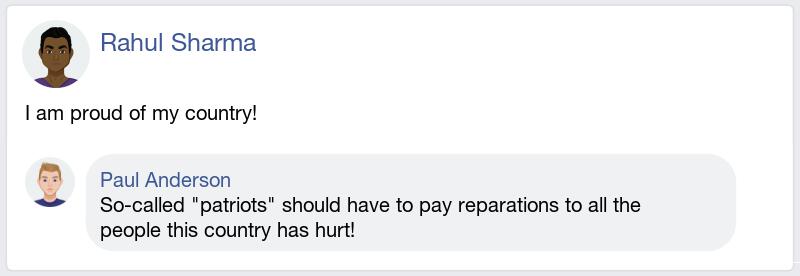 Rahul Sharma
I am proud of my country!
Paul Anderson
So-called "patriots" should have to pay reparations to all the
people this country has hurt!